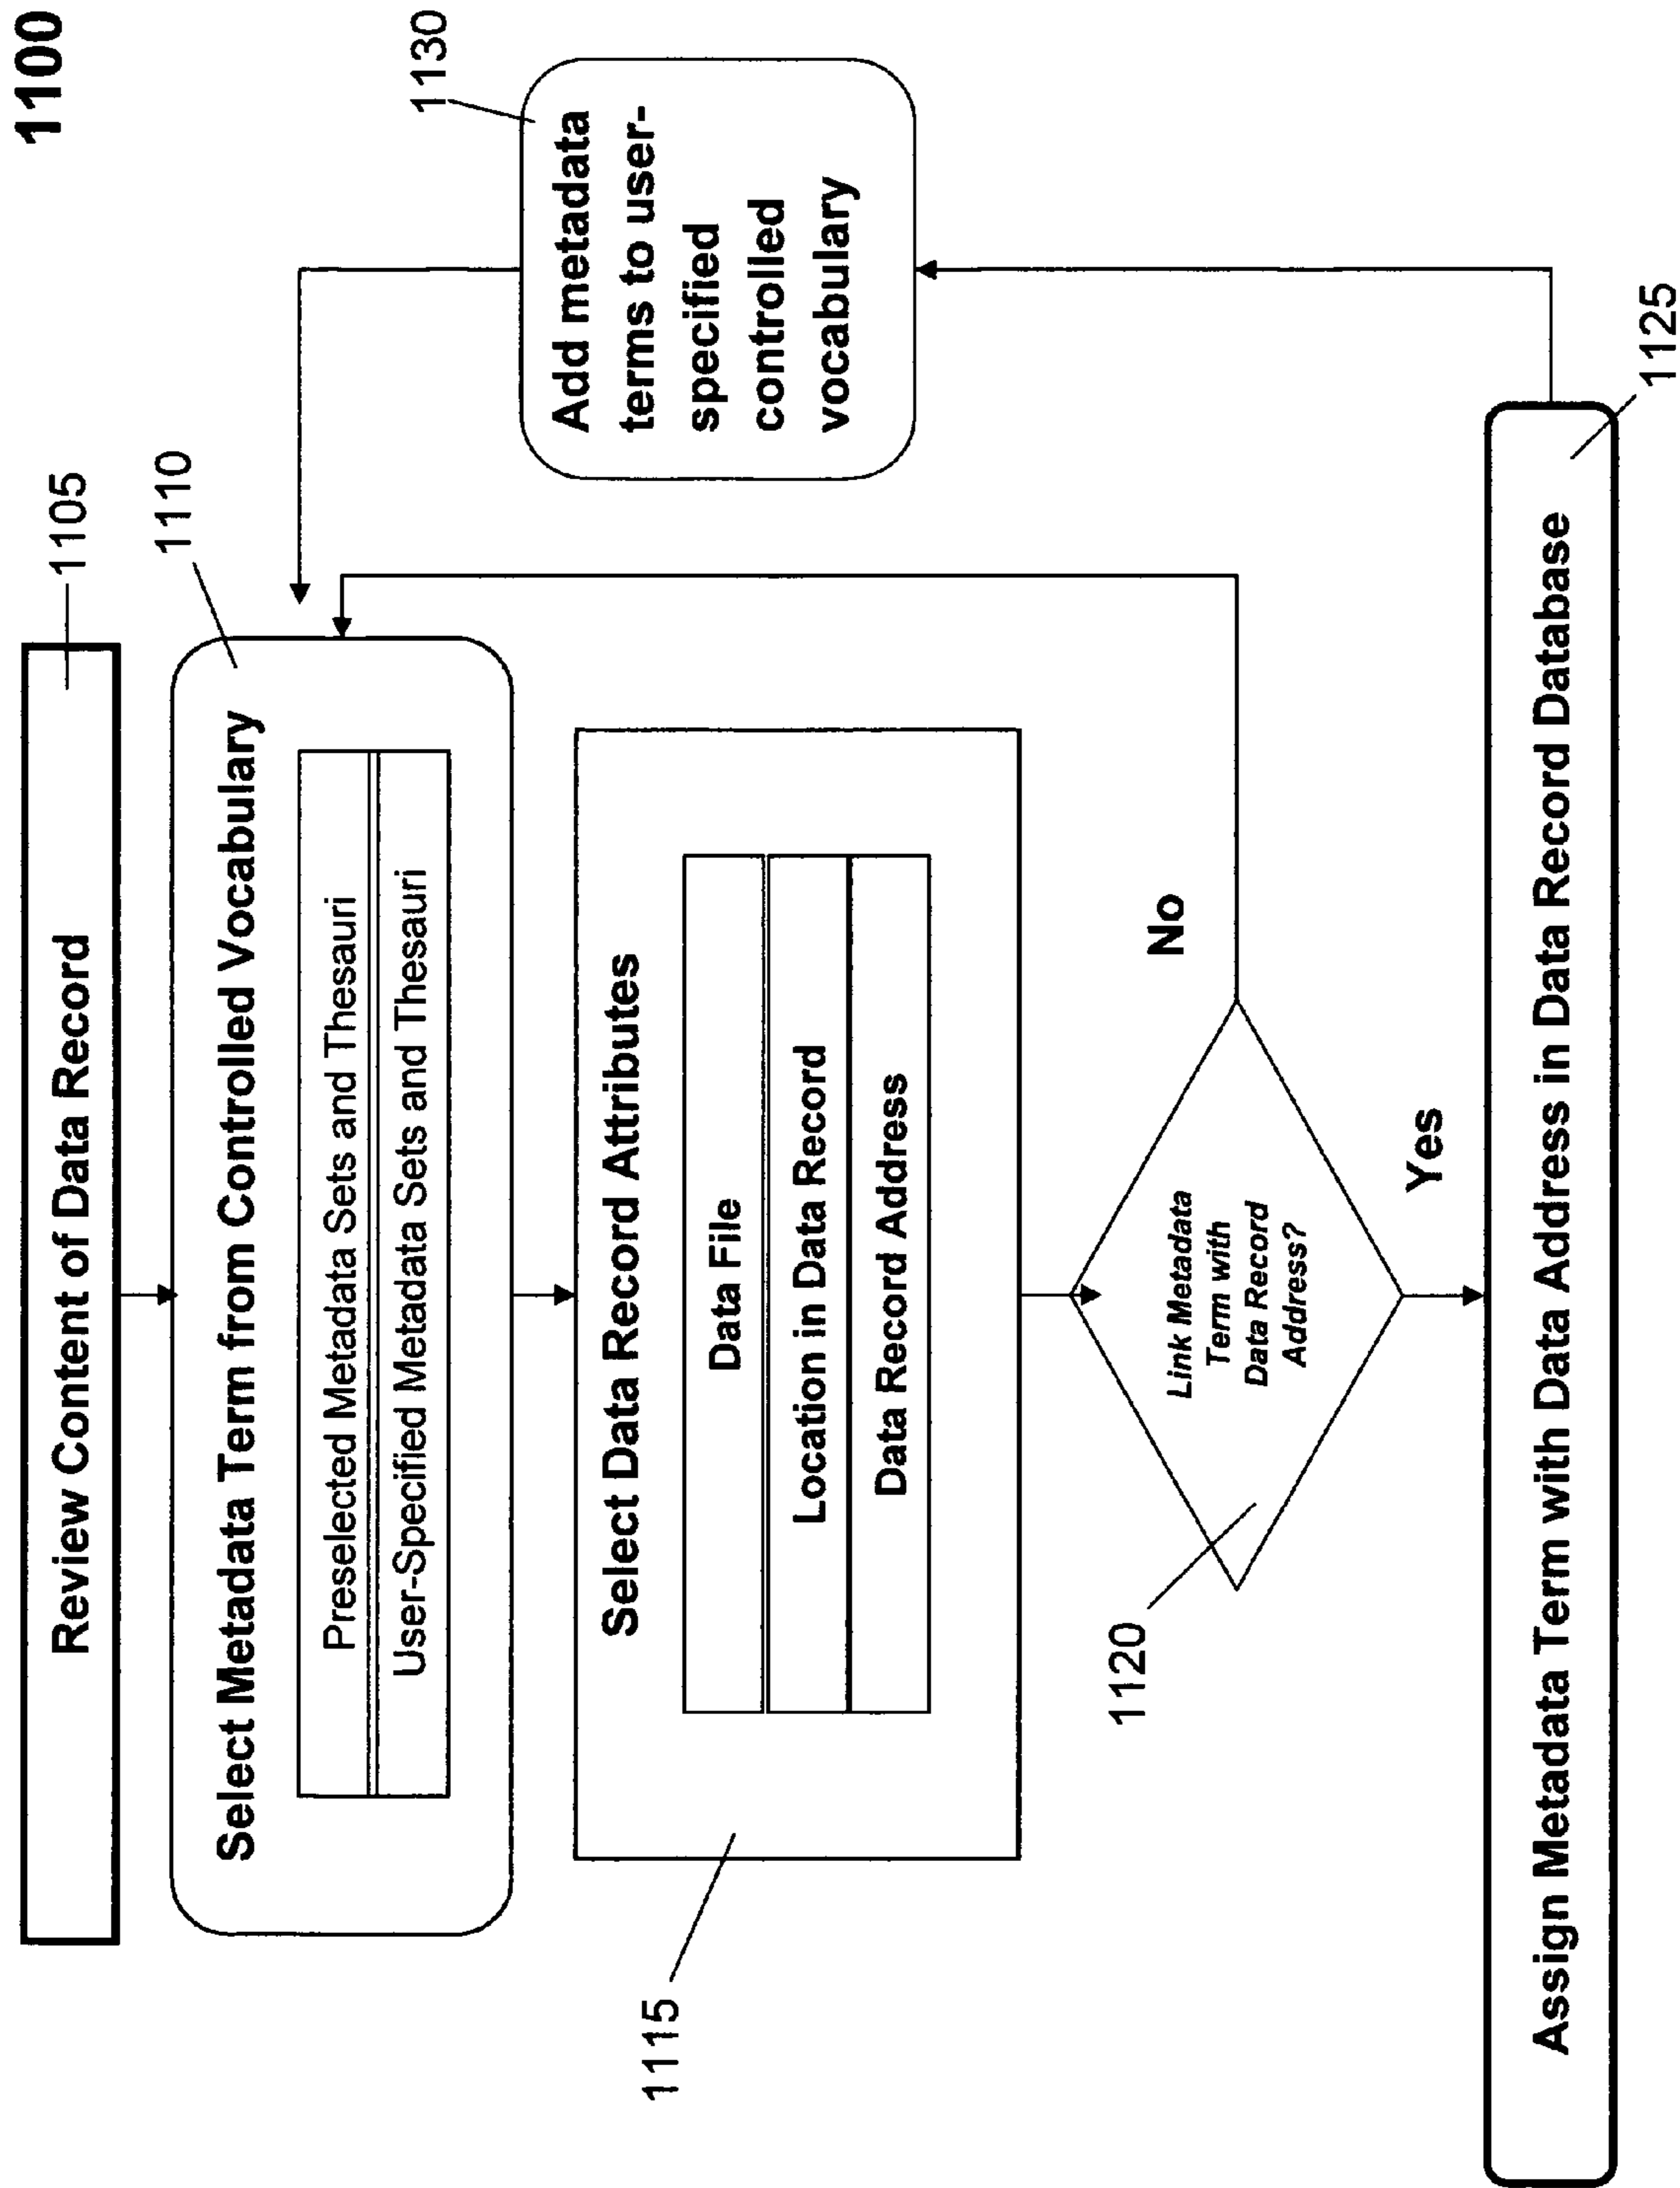 1100
Review Content of Data Record
1105
Select Metadata Term from Controlled Vocabulary
1110
Preselected Metadata Sets and Thesauri
User-Specified Metadata Sets and Thesauri
Add metadata
terms to user-
specified
controlled
vocabulary
1130
Select Data Record Attributes
1115
Data File
Location in Data Record
Data Record Address
Link Metadata
Term with
Data Record
Address?
1120
No
Yes
Assign Metadata Term with Data Address in Data Record Database
1125